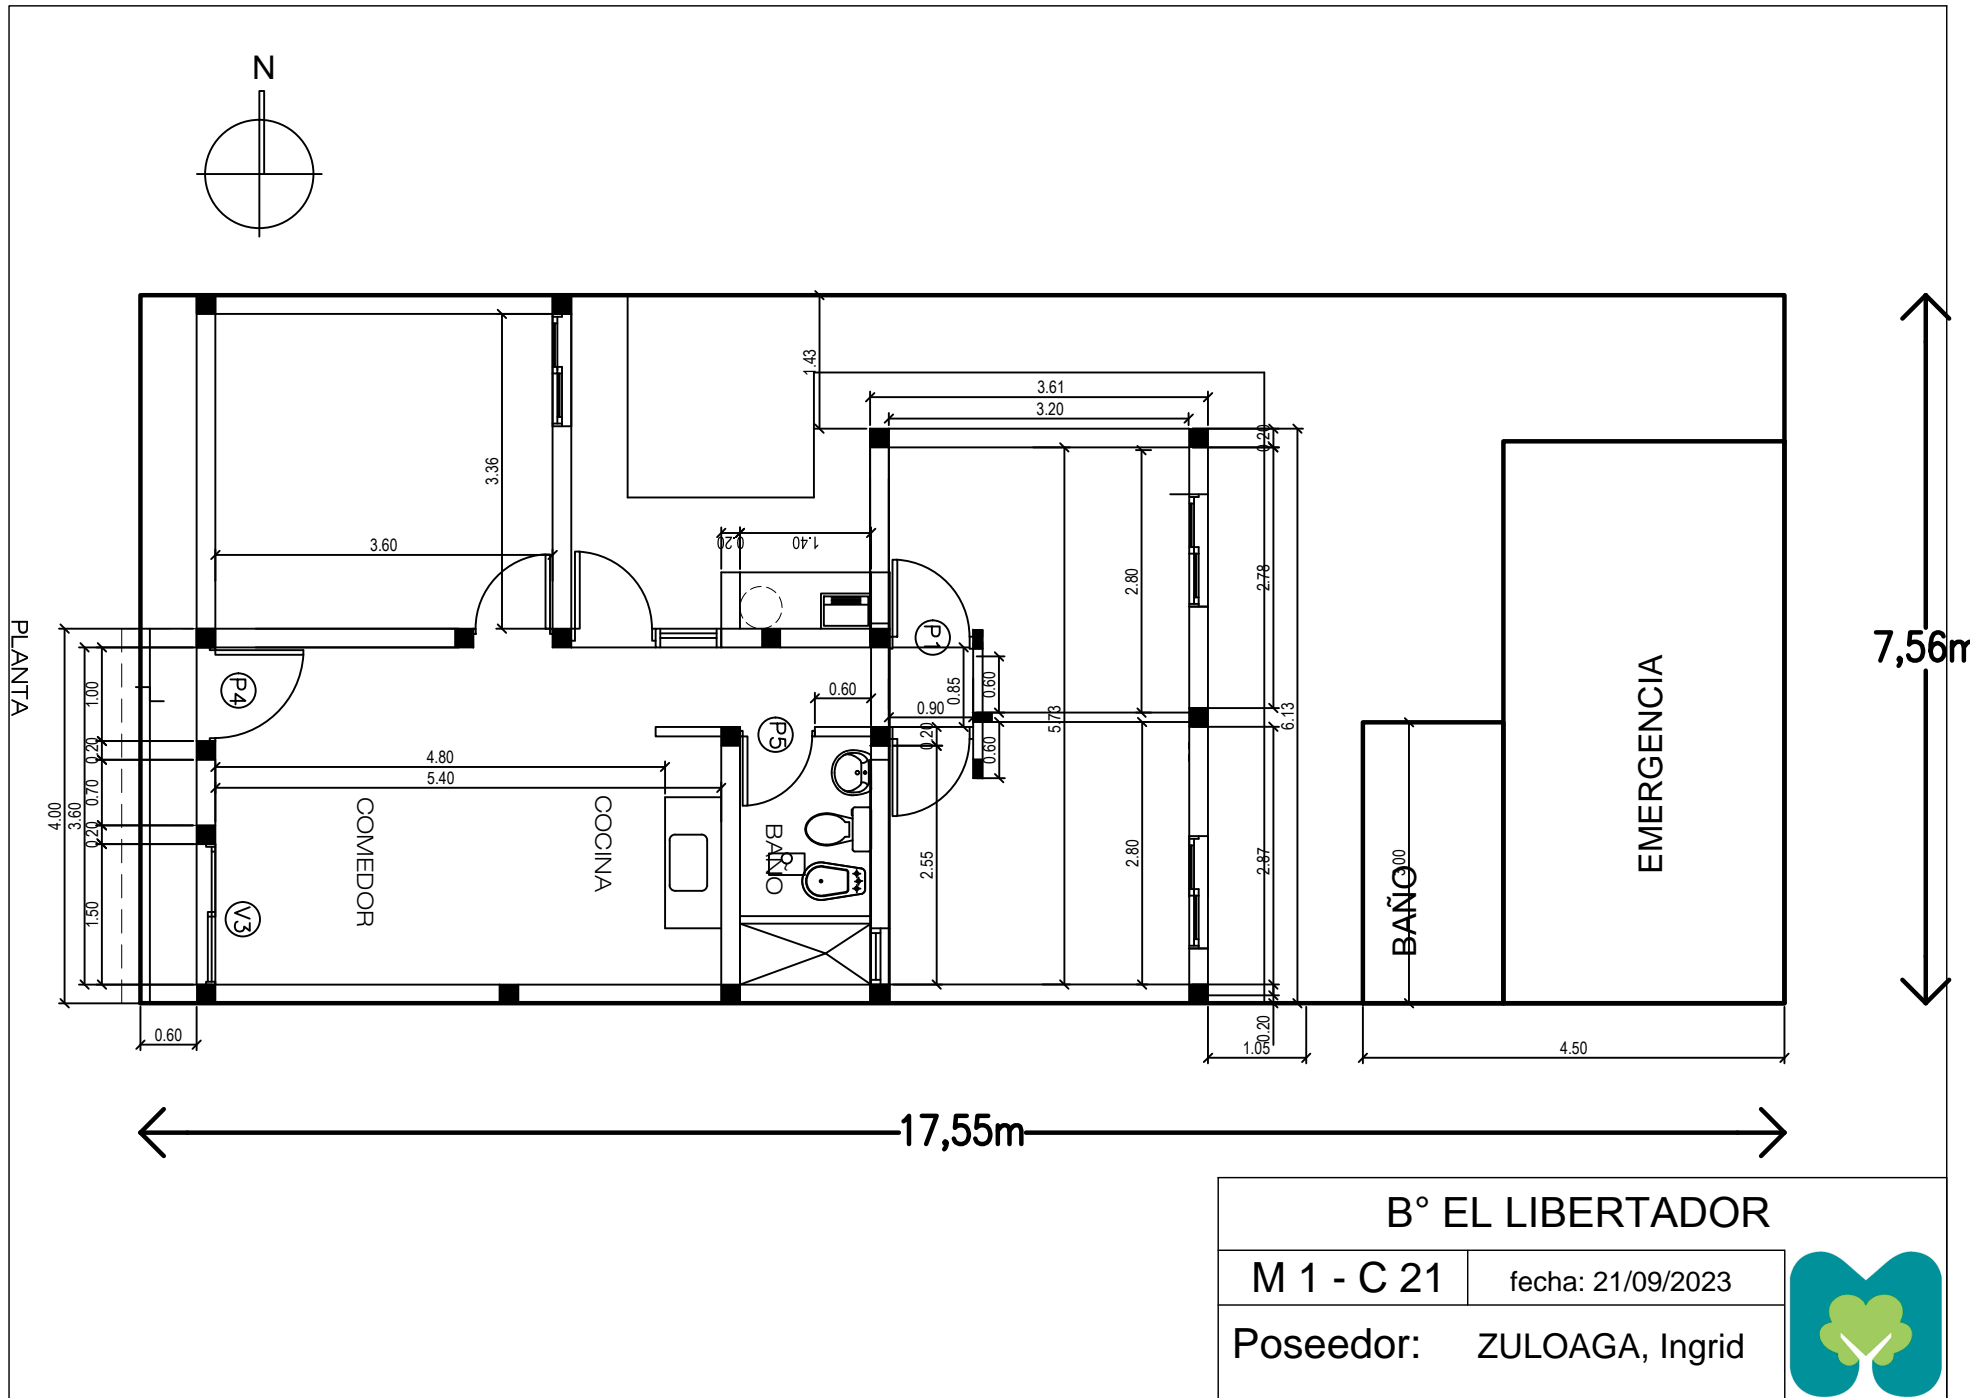 N
1.43
3.61
3.20
0.20
3.36
3.60
0.20
1.40
2.80
2.78
6.13
PLANTA
P1
P4
1.00
0.60
0.85
0.60
0.90
5.73
7,56m
P5
0.20
0.20
0.60
4.80
5.40
0.70
4.00
3.60
0.20
COMEDOR
COCINA
BAÑO
2.55
2.80
2.87
3.00
BAÑO
EMERGENCIA
V3
1.50
0.60
0.20
1.05
4.50
17,55m
B° EL LIBERTADOR
M 1 - C 21
fecha: 21/09/2023
Poseedor: ZULOAGA, Ingrid